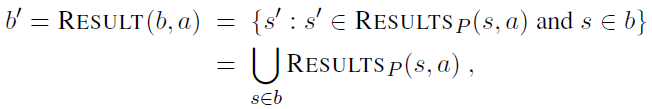 b′ = RESULT(b, a) = {s′ : s′ ∈ RESULTS_P(s, a) and s ∈ b}
= ⋃_{s∈b} RESULTS_P(s, a) ,